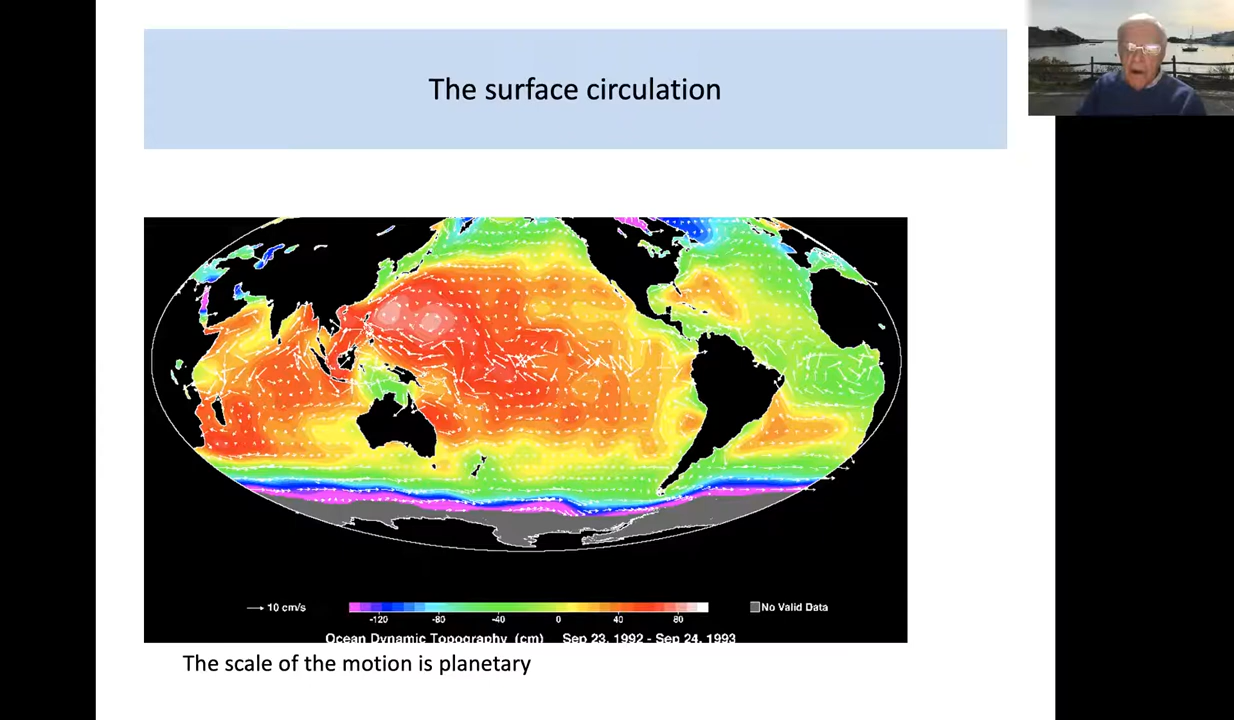 The surface circulation
10 cm/s
-120 -80 -40 0 40 80
No Valid Data
Ocean Dynamic Topography (cm) Sep 23, 1992 - Sep 24, 1993
The scale of the motion is planetary